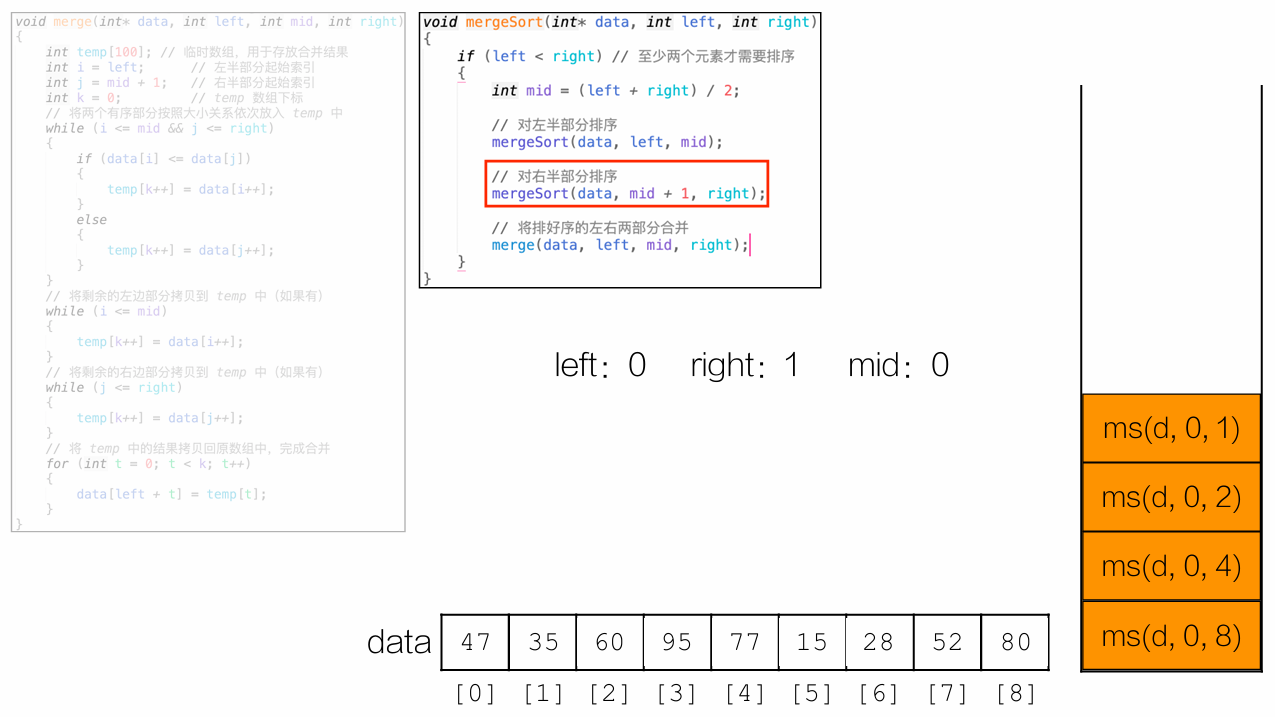 void merge(int* data, int left, int mid, int right)
{
    int temp[100]; // 临时数组，用于存放合并结果
    int i = left;      // 左半部分起始索引
    int j = mid + 1;   // 右半部分起始索引
    int k = 0;         // temp 数组下标
    // 将两个有序部分按照大小关系依次放入 temp 中
    while (i <= mid && j <= right)
    {
        if (data[i] <= data[j])
        {
            temp[k++] = data[i++];
        }
        else
        {
            temp[k++] = data[j++];
        }
    }
    // 将剩余的左边部分拷贝到 temp 中（如果有）
    while (i <= mid)
    {
        temp[k++] = data[i++];
    }
    // 将剩余的右边部分拷贝到 temp 中（如果有）
    while (j <= right)
    {
        temp[k++] = data[j++];
    }
    // 将 temp 中的结果拷贝回原数组中，完成合并
    for (int t = 0; t < k; t++)
    {
        data[left + t] = temp[t];
    }
}
void mergeSort(int* data, int left, int right)
{
    if (left < right) // 至少两个元素才需要排序
    {
        int mid = (left + right) / 2;
        // 对左半部分排序
        mergeSort(data, left, mid);
        // 对右半部分排序
        mergeSort(data, mid + 1, right);
        // 将排好序的左右两部分合并
        merge(data, left, mid, right);
    }
}
left: 0 right: 1 mid: 0
ms(d, 0, 1)
ms(d, 0, 2)
ms(d, 0, 4)
ms(d, 0, 8)
data 47 35 60 95 77 15 28 52 80
[0] [1] [2] [3] [4] [5] [6] [7] [8]